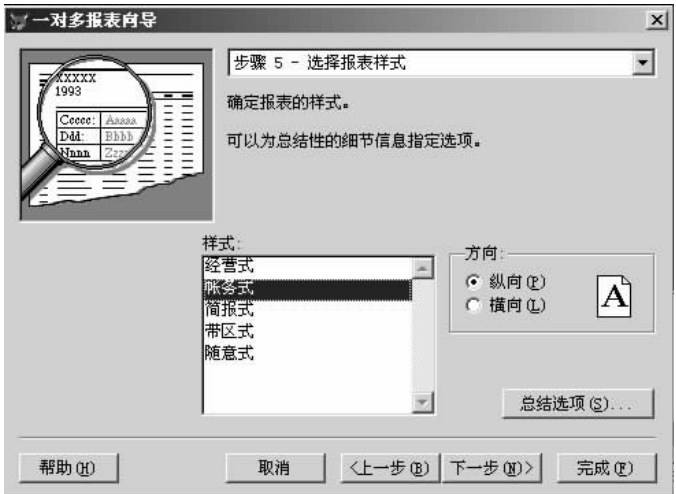 一对多报表向导
步骤 5 - 选择报表样式
XXXXX
1993
Ccccc: Aaaaa
Ddd: Bbbb
Nnnn Zzz
确定报表的样式。
可以为总结性的细节信息指定选项。
样式:
经营式
帐务式
简报式
带区式
随意式
方向:
纵向(P)
横向(L)
A
总结选项(S)...
帮助(H)
取消
<上一步(B)
下一步(N)>
完成(F)